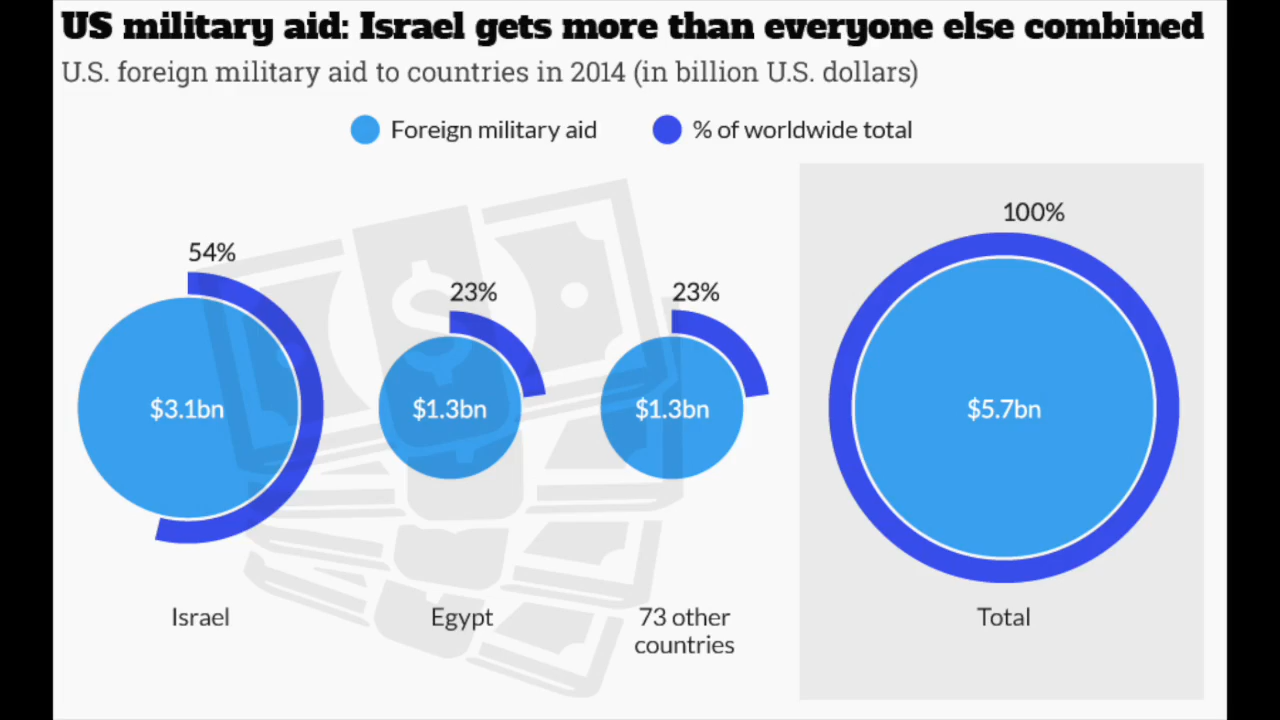 US military aid: Israel gets more than everyone else combined
U.S. foreign military aid to countries in 2014 (in billion U.S. dollars)
Foreign military aid
% of worldwide total
54%
$3.1bn
Israel
23%
$1.3bn
Egypt
23%
$1.3bn
73 other
countries
100%
$5.7bn
Total